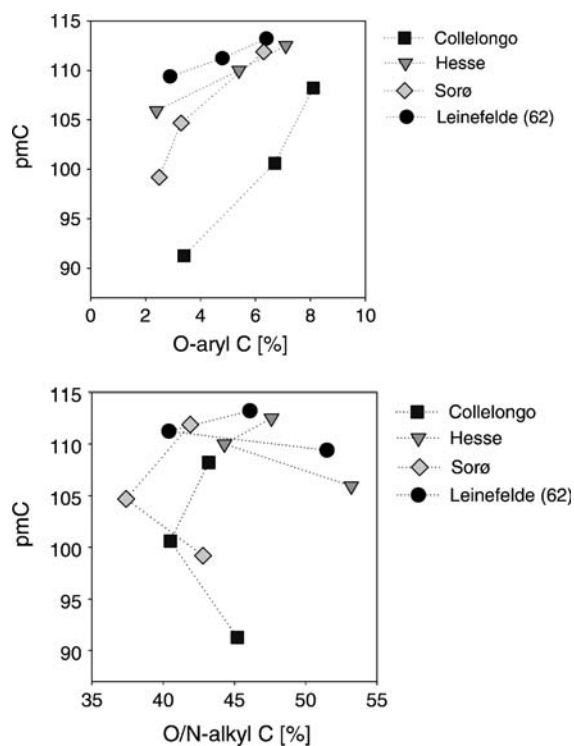 115
110
105
100
95
90
pmC
0 2 4 6 8 10
O-aryl C [%]
Collelongo
Hesse
Sorø
Leinefelde (62)
115
110
105
100
95
90
pmC
35 40 45 50 55
O/N-alkyl C [%]
Collelongo
Hesse
Sorø
Leinefelde (62)